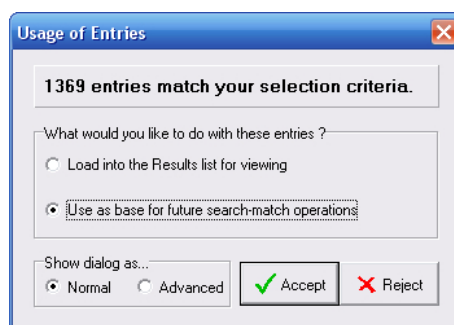 Usage of Entries
1369 entries match your selection criteria.
What would you like to do with these entries ?
Load into the Results list for viewing
Use as base for future search-match operations
Show dialog as...
Normal Advanced Accept Reject